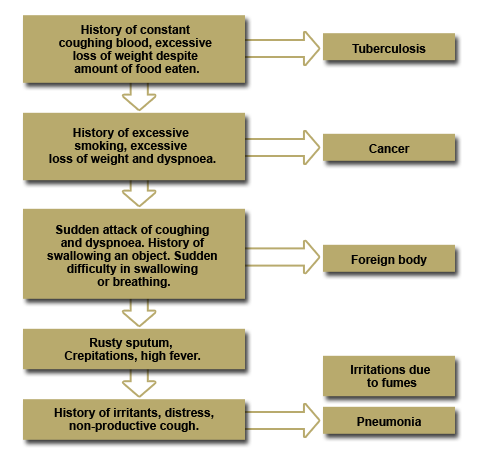 History of constant
coughing blood, excessive
loss of weight despite
amount of food eaten.
Tuberculosis
History of excessive
smoking, excessive
loss of weight and dyspnoea.
Cancer
Sudden attack of coughing
and dyspnoea. History of
swallowing an object. Sudden
difficulty in swallowing
or breathing.
Foreign body
Rusty sputum,
Crepitations, high fever.
Irritations due
to fumes
History of irritants, distress,
non-productive cough.
Pneumonia